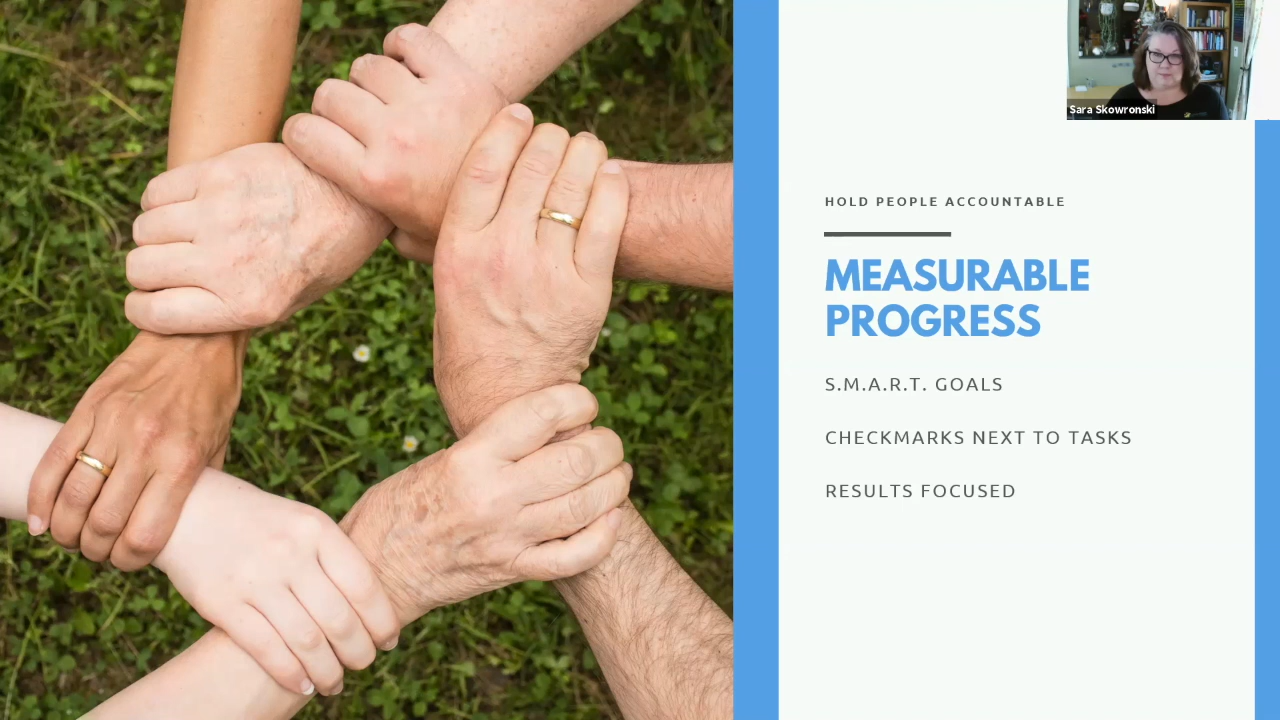 Sara Skowronski
HOLD PEOPLE ACCOUNTABLE
MEASURABLE
PROGRESS
S.M.A.R.T. GOALS
CHECKMARKS NEXT TO TASKS
RESULTS FOCUSED